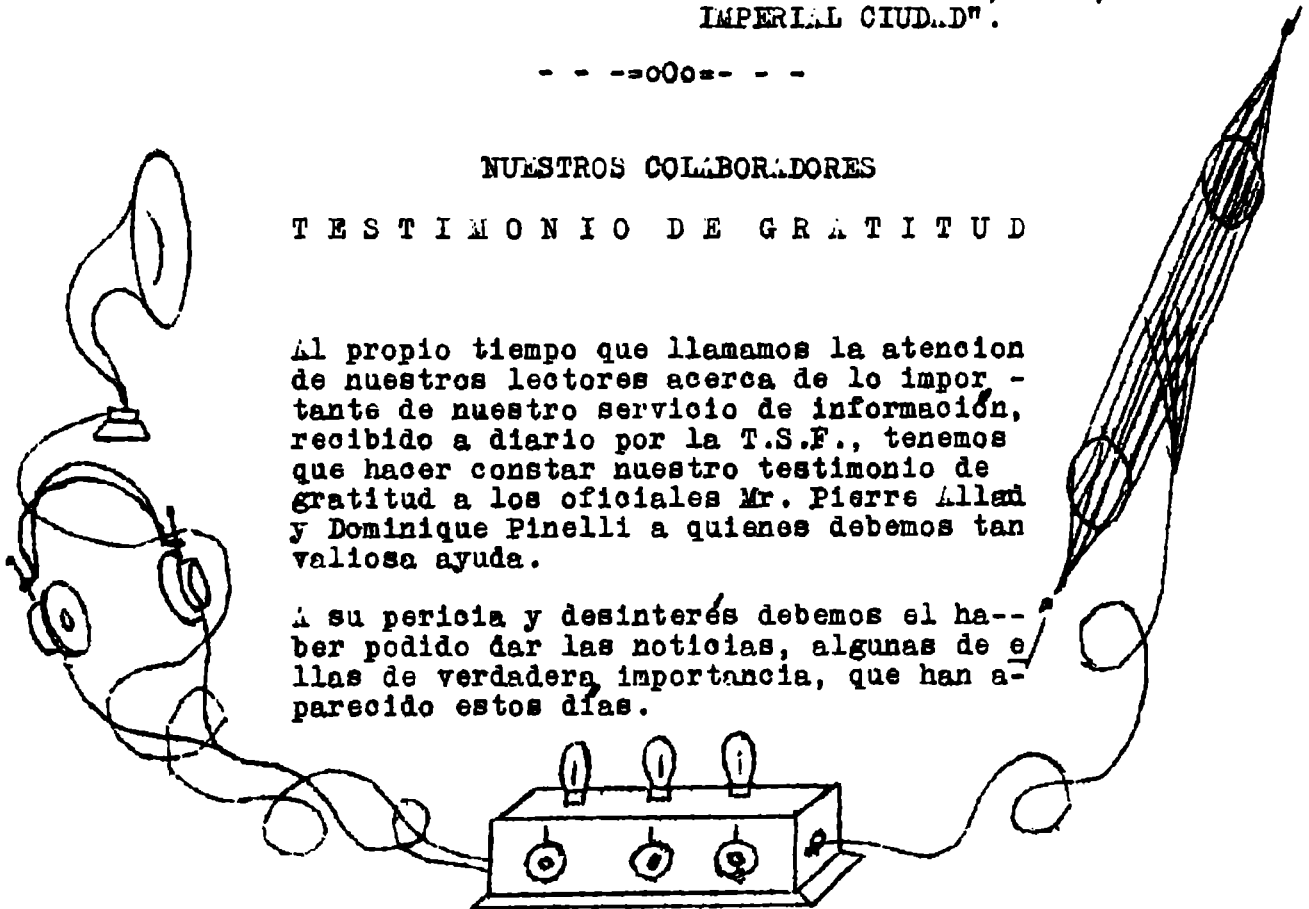 IMPERIAL CIUDAD".
- - -=oOo=- - -
NUESTROS COLABORADORES
TESTIMONIO DE GRATITUD
Al propio tiempo que llamamos la atencion
de nuestros lectores acerca de lo impor -
tante de nuestro servicio de información,
recibido a diario por la T.S.F., tenemos
que hacer constar nuestro testimonio de
gratitud a los oficiales Mr. Pierre Allad
y Dominique Pinelli a quienes debemos tan
valiosa ayuda.
A su pericia y desinterés debemos el ha--
ber podido dar las noticias, algunas de e
llas de verdadera importancia, que han a-
parecido estos días.